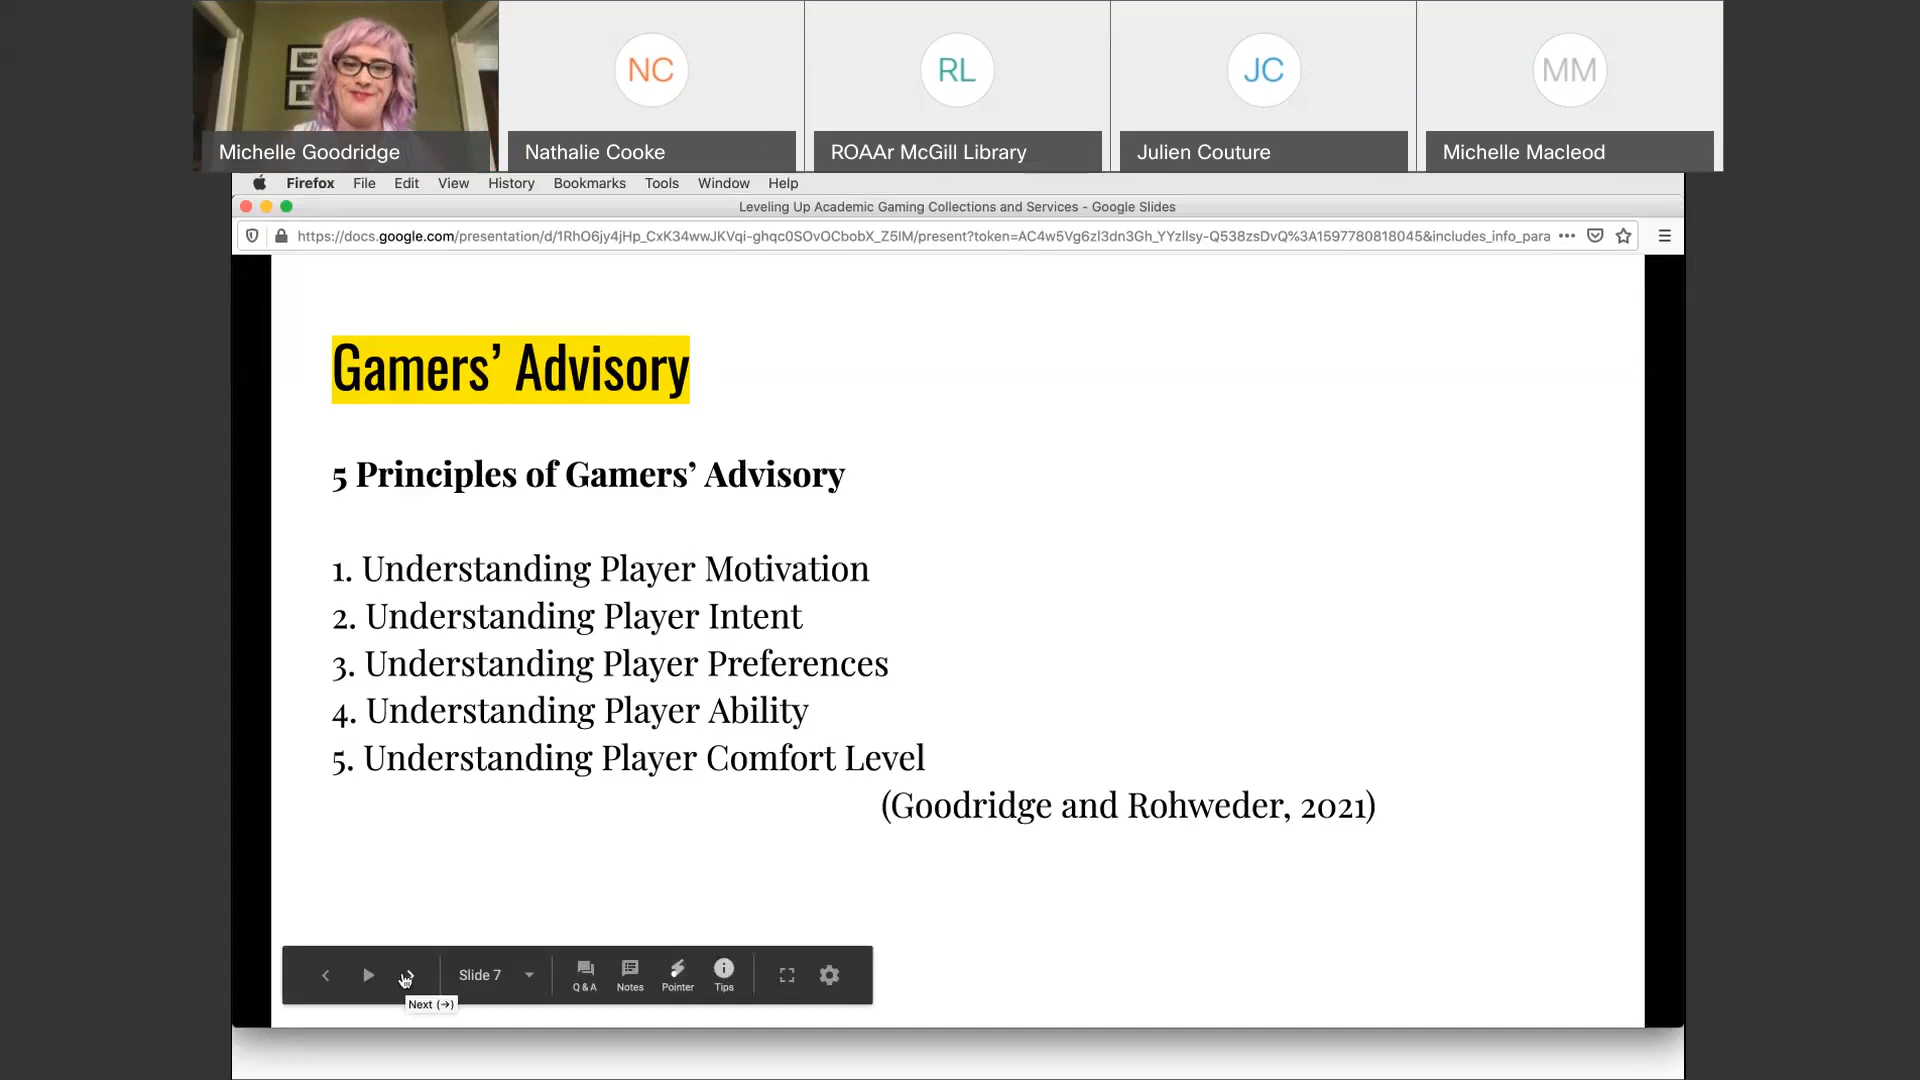 NC
RL
JC
MM
Michelle Goodridge
Nathalie Cooke
ROAAr McGill Library
Julien Couture
Michelle Macleod
Firefox File Edit View History Bookmarks Tools Window Help
Leveling Up Academic Gaming Collections and Services - Google Slides
https://docs.google.com/presentation/d/1RhO6jy4jHp_CxK34wwJKVqi-ghqc0SOvOCbobX_Z5IM/present?token=AC4w5Vg6zI3dn3Gh_YYzllsy-Q538zsDvQ%3A1597780818045&includes_info_para
Gamers’ Advisory
5 Principles of Gamers’ Advisory
1. Understanding Player Motivation
2. Understanding Player Intent
3. Understanding Player Preferences
4. Understanding Player Ability
5. Understanding Player Comfort Level
(Goodridge and Rohweder, 2021)
Slide 7
Q & A
Notes
Pointer
Tips
Next (→)